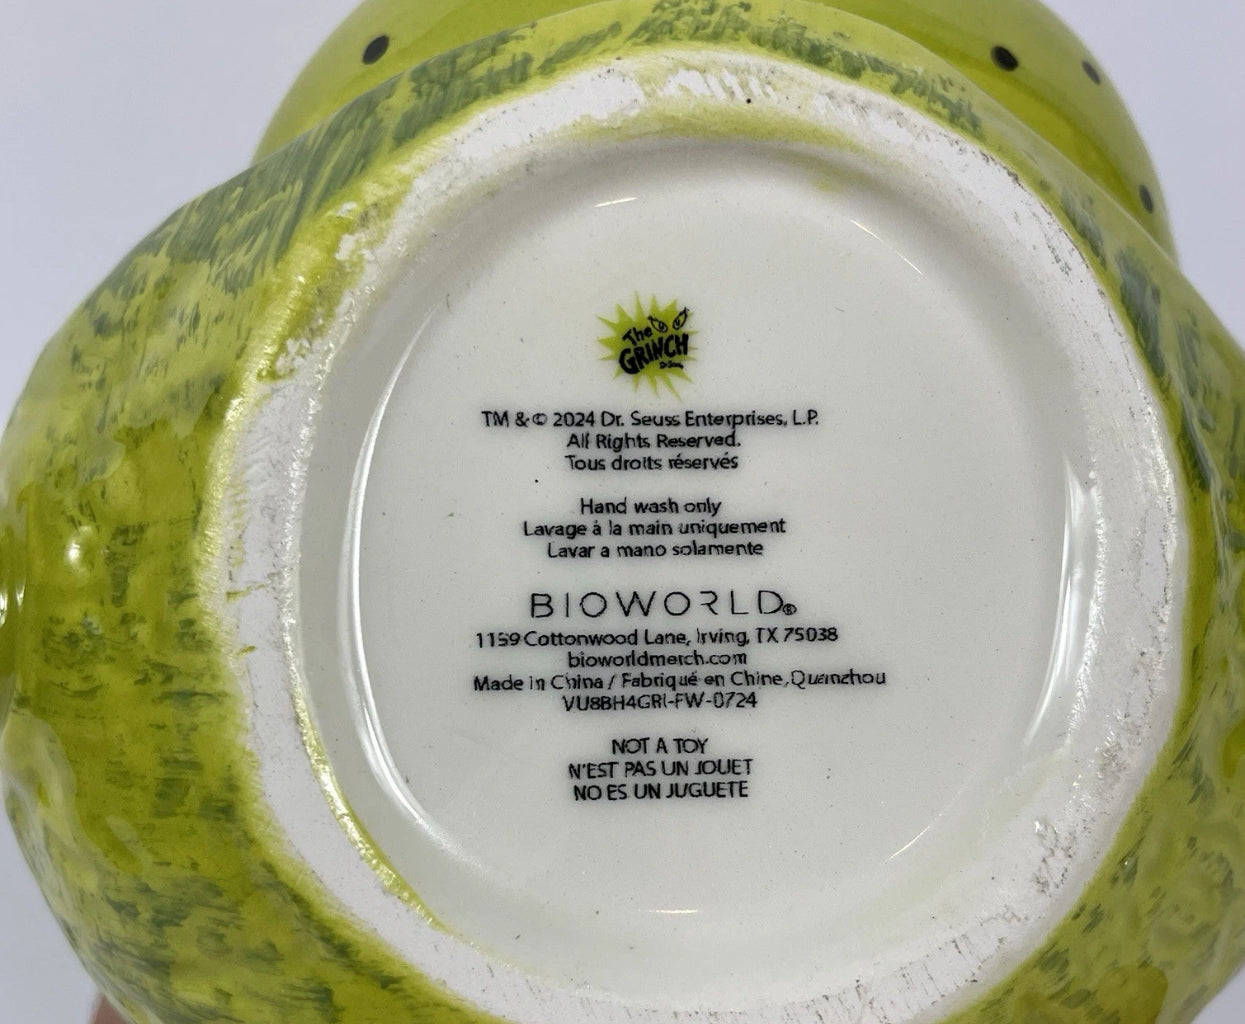 The
GRINCH
TM & © 2024 Dr. Seuss Enterprises, L.P.
All Rights Reserved.
Tous droits réservés
Hand wash only
Lavage à la main uniquement
Lavar a mano solamente
BIOWORLD®
1159 Cottonwood Lane, Irving, TX 75038
bioworldmerch.com
Made in China / Fabriqué en Chine, Quanzhou
VU8BH4GRI-FW-0724
NOT A TOY
N'EST PAS UN JOUET
NO ES UN JUGUETE